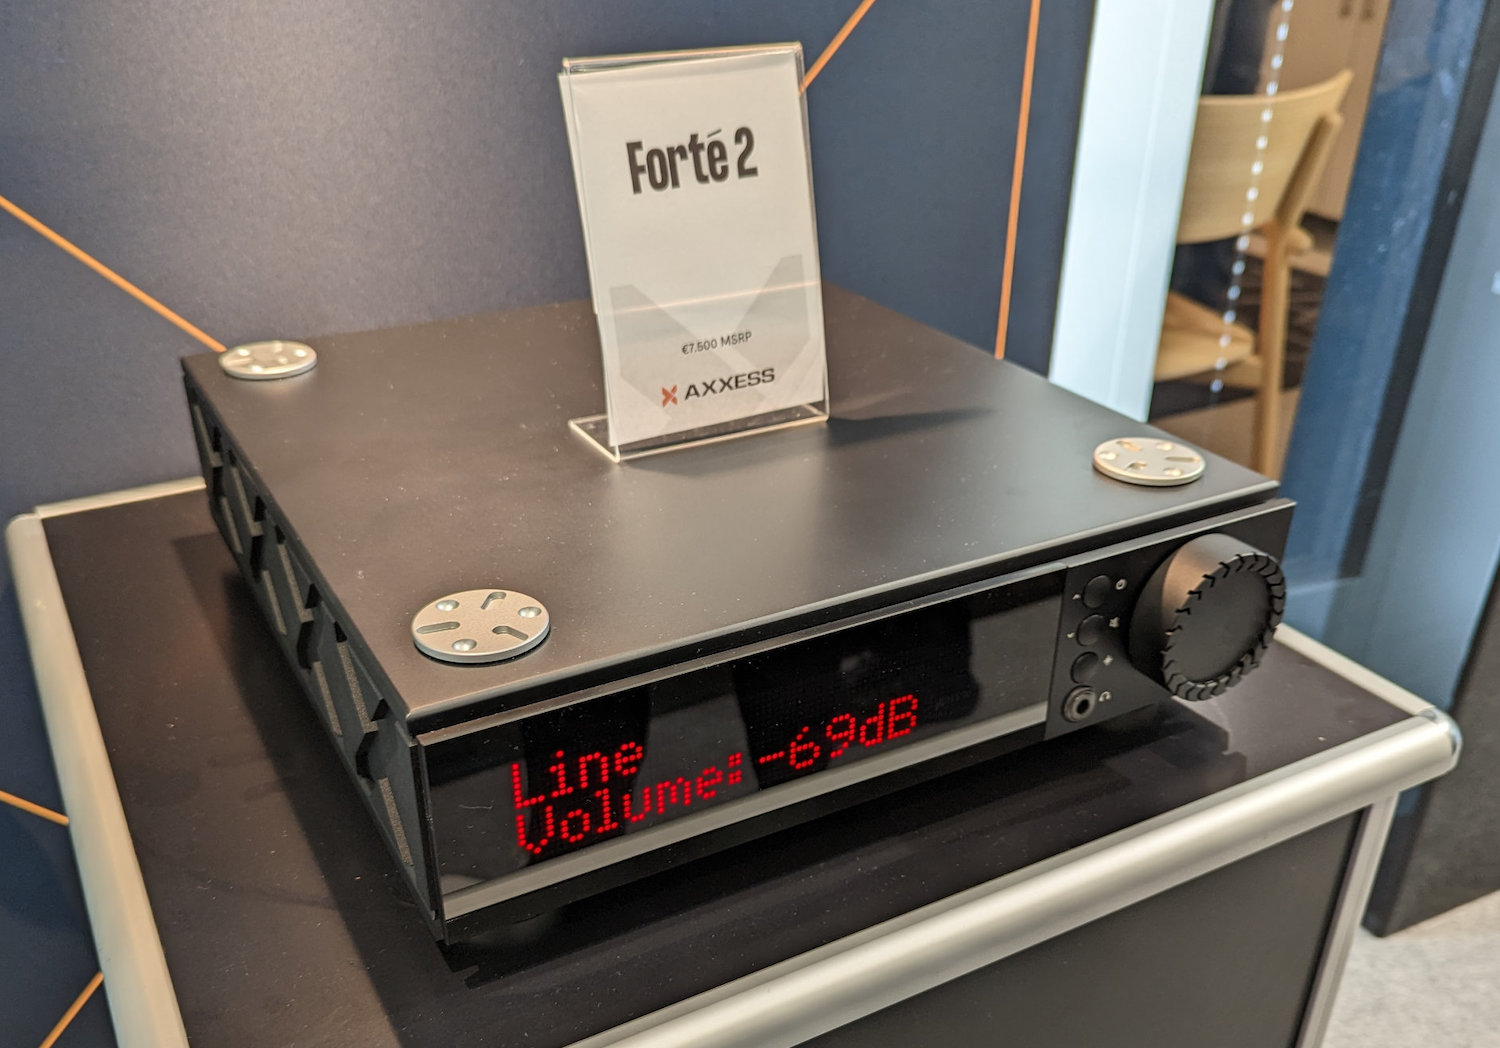 Forté 2
€7.500 MSRP
AXXESS
Line
Volume:-69dB